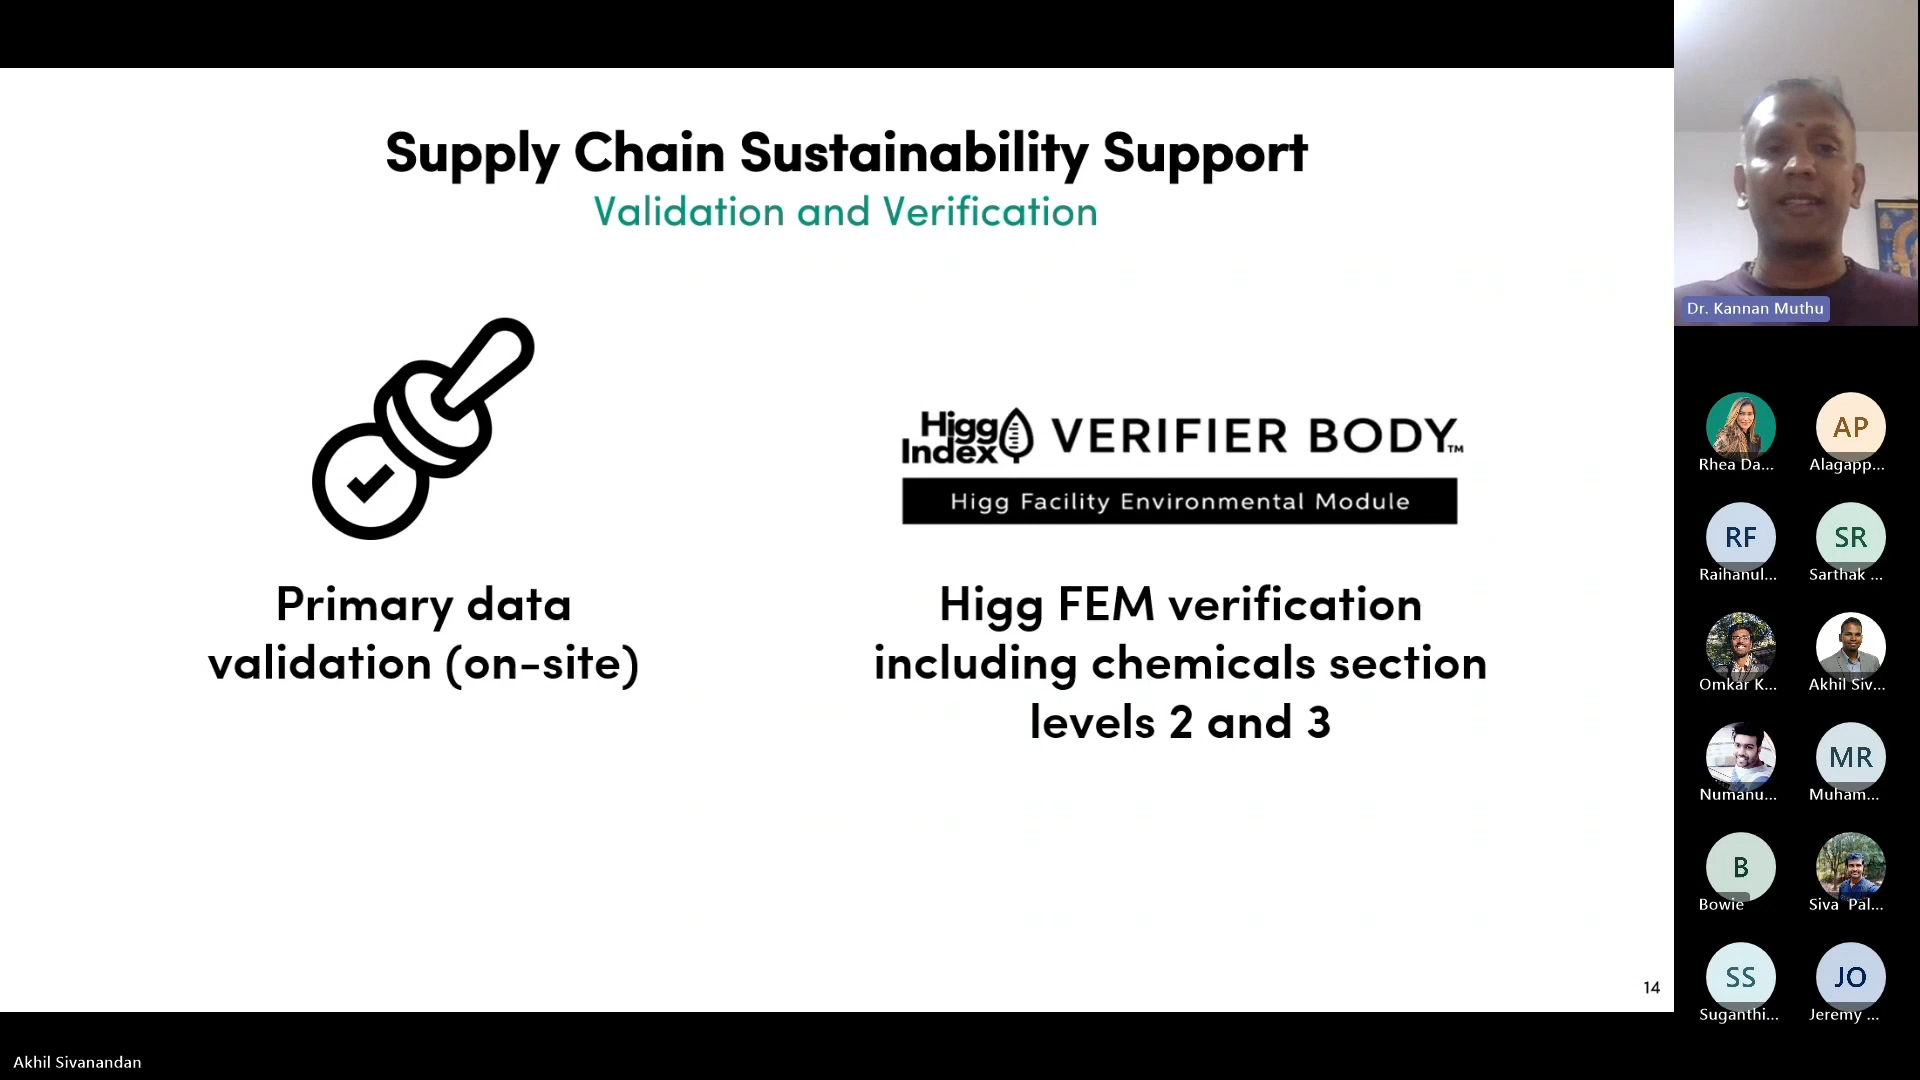 Supply Chain Sustainability Support
Validation and Verification
Higg
Index
VERIFIER BODY™
Higg Facility Environmental Module
Primary data
validation (on-site)
Higg FEM verification
including chemicals section
levels 2 and 3
14
Akhil Sivanandan
Dr. Kannan Muthu
Rhea Da...
AP
Alagapp...
RF
Raihanul...
SR
Sarthak ...
Omkar K...
Akhil Siv...
Numanu...
MR
Muham...
B
Bowie
Siva Pal...
SS
Suganthi...
JO
Jeremy ...